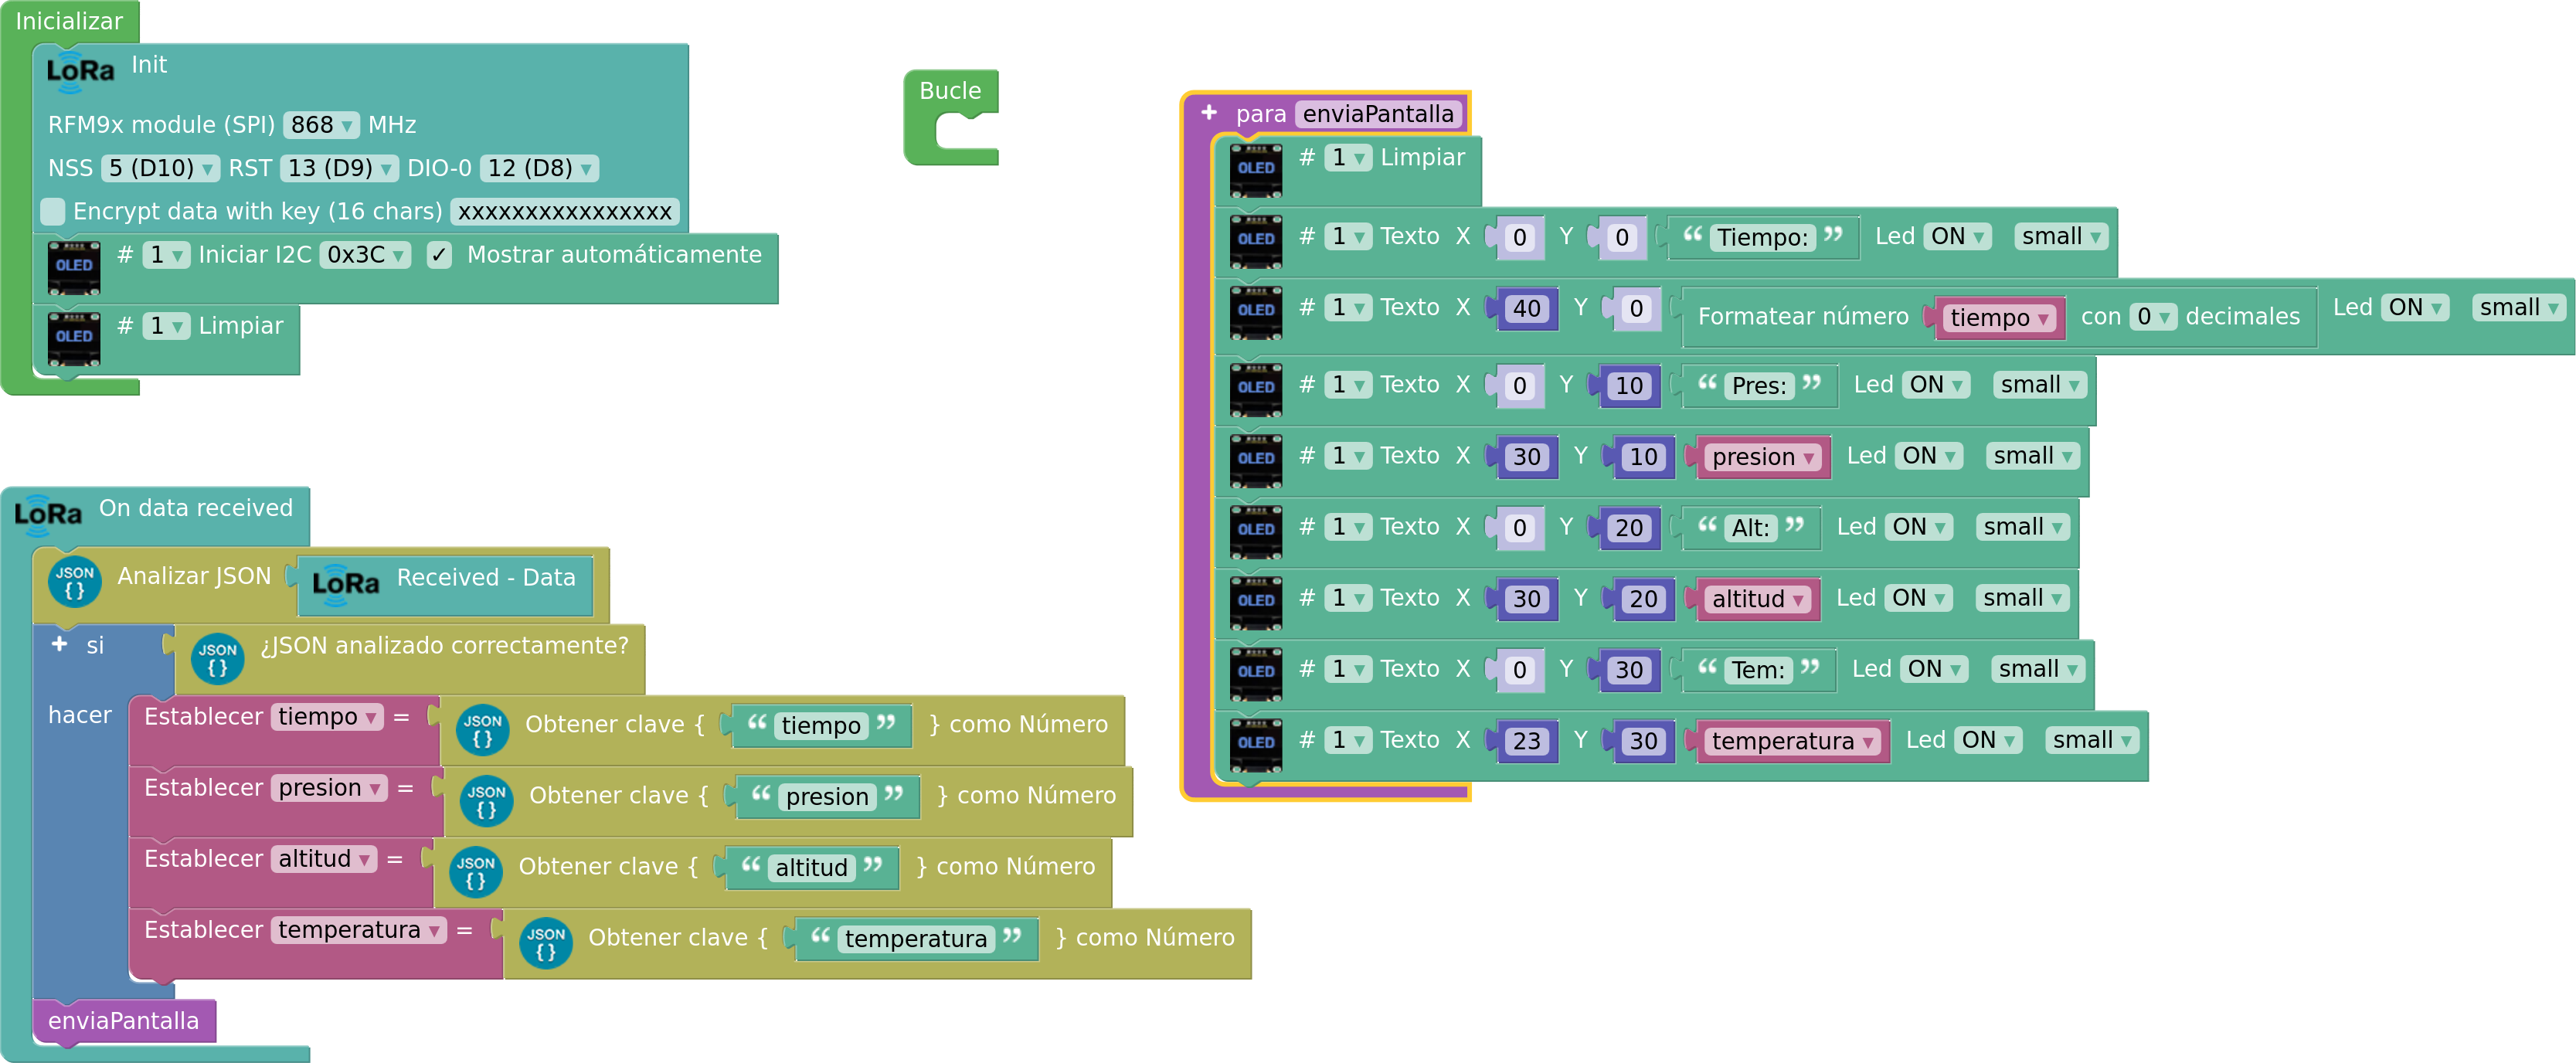 Inicializar
LoRa Init
RFM9x module (SPI) 868 MHz
NSS 5 (D10) RST 13 (D9) DIO-0 12 (D8)
Encrypt data with key (16 chars) xxxxxxxxxxxxxxxx
OLED # 1 Iniciar I2C 0x3C ✓ Mostrar automáticamente
OLED # 1 Limpiar
Bucle
LoRa On data received
JSON { } Analizar JSON LoRa Received - Data
+ si JSON { } ¿JSON analizado correctamente?
hacer Establecer tiempo = JSON { } Obtener clave { “ tiempo ” } como Número
Establecer presion = JSON { } Obtener clave { “ presion ” } como Número
Establecer altitud = JSON { } Obtener clave { “ altitud ” } como Número
Establecer temperatura = JSON { } Obtener clave { “ temperatura ” } como Número
enviaPantalla
+ para enviaPantalla
OLED # 1 Limpiar
OLED # 1 Texto X 0 Y 0 “ Tiempo: ” Led ON small
OLED # 1 Texto X 40 Y 0 Formatear número tiempo con 0 decimales Led ON small
OLED # 1 Texto X 0 Y 10 “ Pres: ” Led ON small
OLED # 1 Texto X 30 Y 10 presion Led ON small
OLED # 1 Texto X 0 Y 20 “ Alt: ” Led ON small
OLED # 1 Texto X 30 Y 20 altitud Led ON small
OLED # 1 Texto X 0 Y 30 “ Tem: ” Led ON small
OLED # 1 Texto X 23 Y 30 temperatura Led ON small